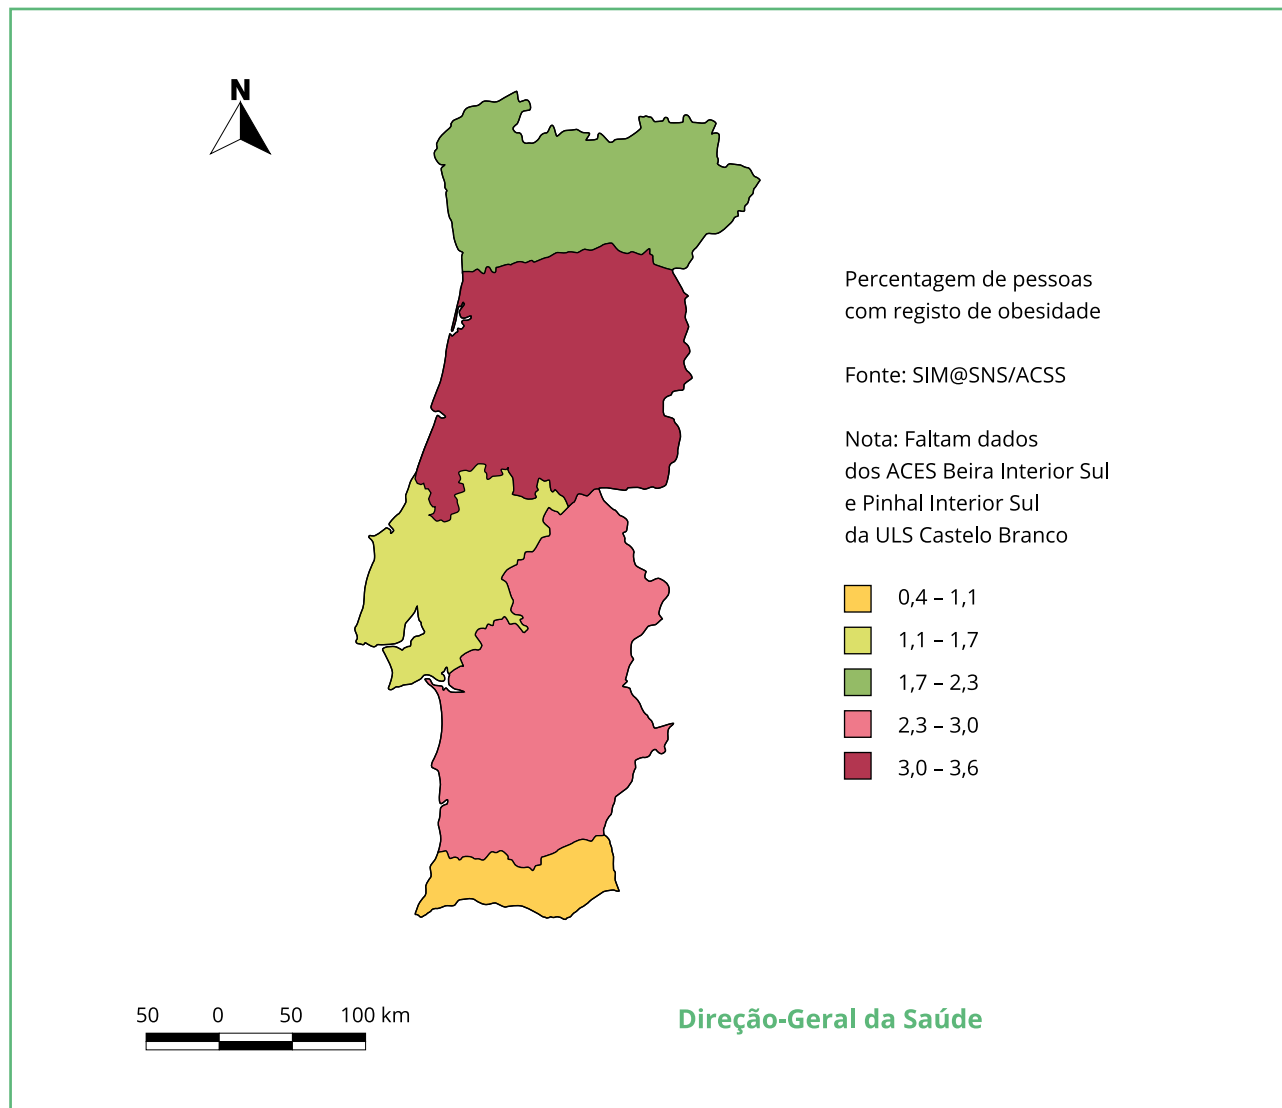 N
Percentagem de pessoas
com registo de obesidade
Fonte: SIM@SNS/ACSS
Nota: Faltam dados
dos ACES Beira Interior Sul
e Pinhal Interior Sul
da ULS Castelo Branco
0,4 – 1,1
1,1 – 1,7
1,7 – 2,3
2,3 – 3,0
3,0 – 3,6
50 0 50 100 km
Direção-Geral da Saúde